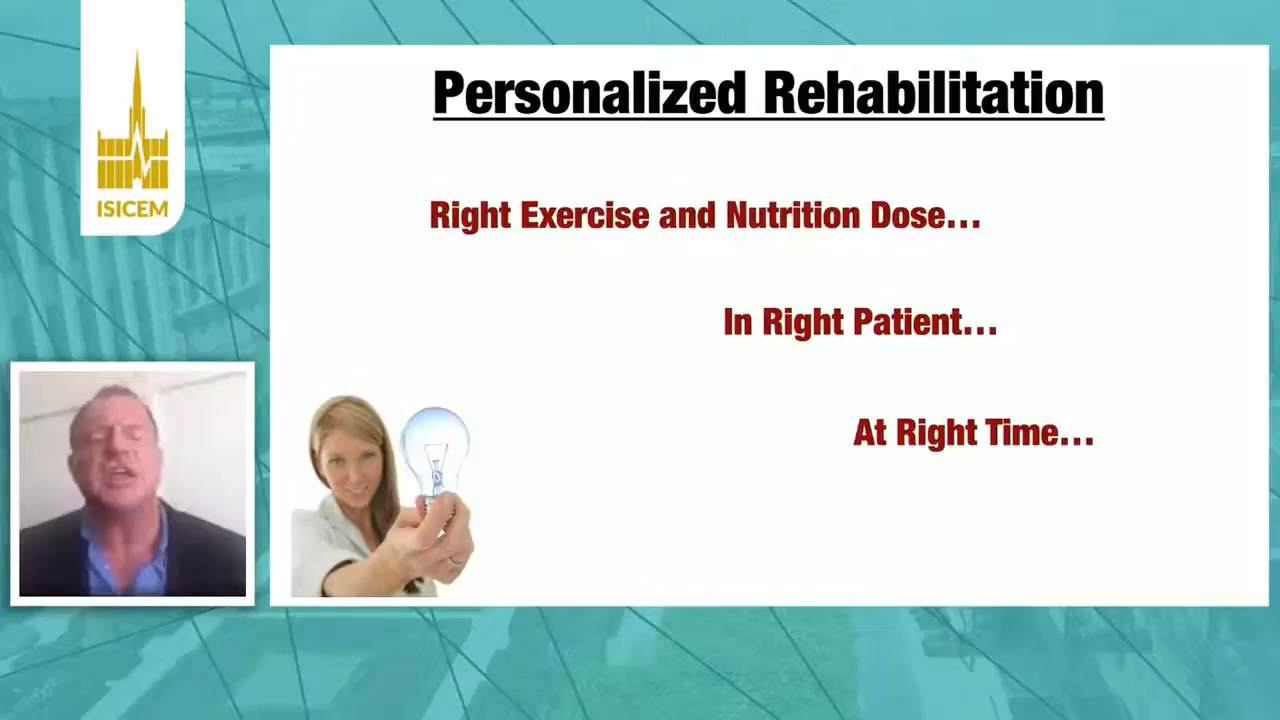 ISICEM
Personalized Rehabilitation
Right Exercise and Nutrition Dose…
In Right Patient…
At Right Time…